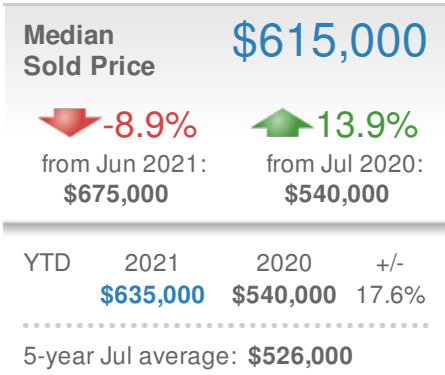 Median
Sold Price
$615,000
-8.9%
from Jun 2021:
$675,000
13.9%
from Jul 2020:
$540,000
YTD 2021 2020 +/-
$635,000 $540,000 17.6%
5-year Jul average: $526,000